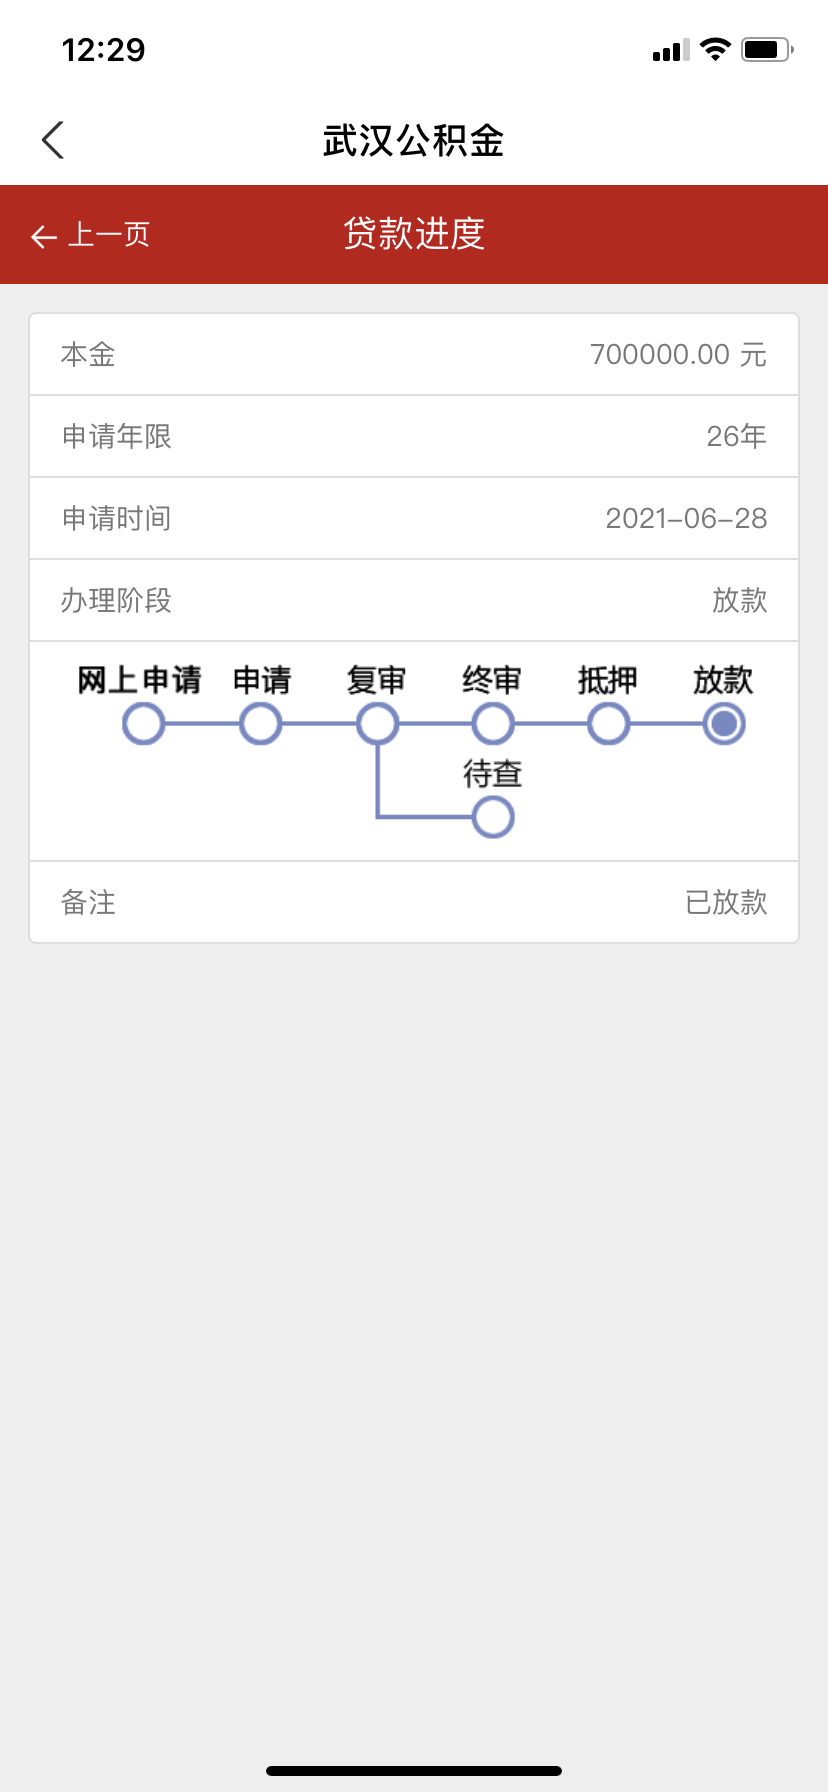 12:29
武汉公积金
上一页 贷款进度
本金 700000.00 元
申请年限 26年
申请时间 2021-06-28
办理阶段 放款
网上申请 申请 复审 终审 抵押 放款
待查
备注 已放款